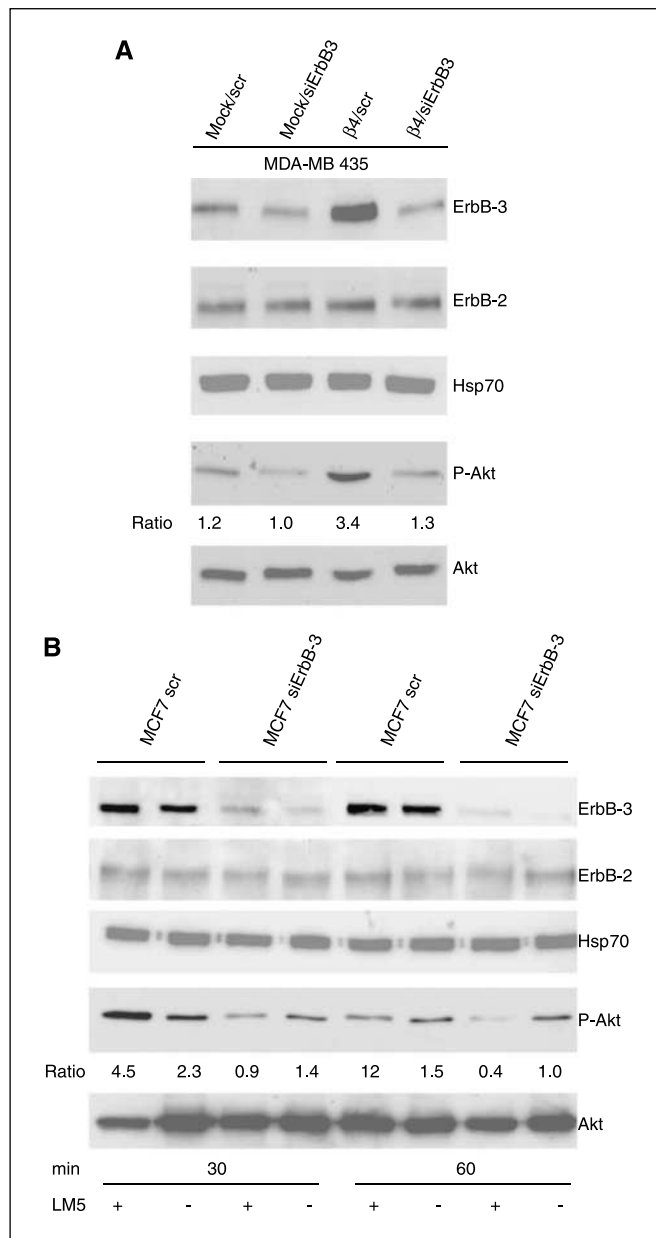 A
Mock/scr Mock/siErbB3 β4/scr β4/siErbB3
MDA-MB 435
ErbB-3
ErbB-2
Hsp70
P-Akt
Ratio 1.2 1.0 3.4 1.3
Akt
B
MCF7 scr MCF7 siErbB-3 MCF7 scr MCF7 siErbB-3
ErbB-3
ErbB-2
Hsp70
P-Akt
Ratio 4.5 2.3 0.9 1.4 12 1.5 0.4 1.0
Akt
min 30 60
LM5 + - + - + - + -